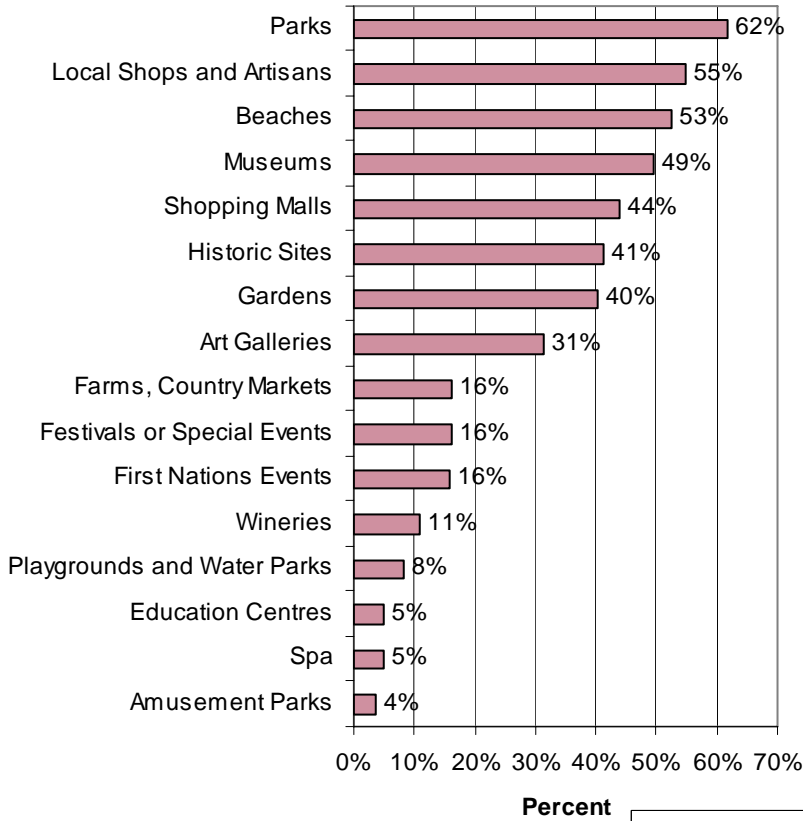 Parks 62%
Local Shops and Artisans 55%
Beaches 53%
Museums 49%
Shopping Malls 44%
Historic Sites 41%
Gardens 40%
Art Galleries 31%
Farms, Country Markets 16%
Festivals or Special Events 16%
First Nations Events 16%
Wineries 11%
Playgrounds and Water Parks 8%
Education Centres 5%
Spa 5%
Amusement Parks 4%
0% 10% 20% 30% 40% 50% 60% 70%
Percent